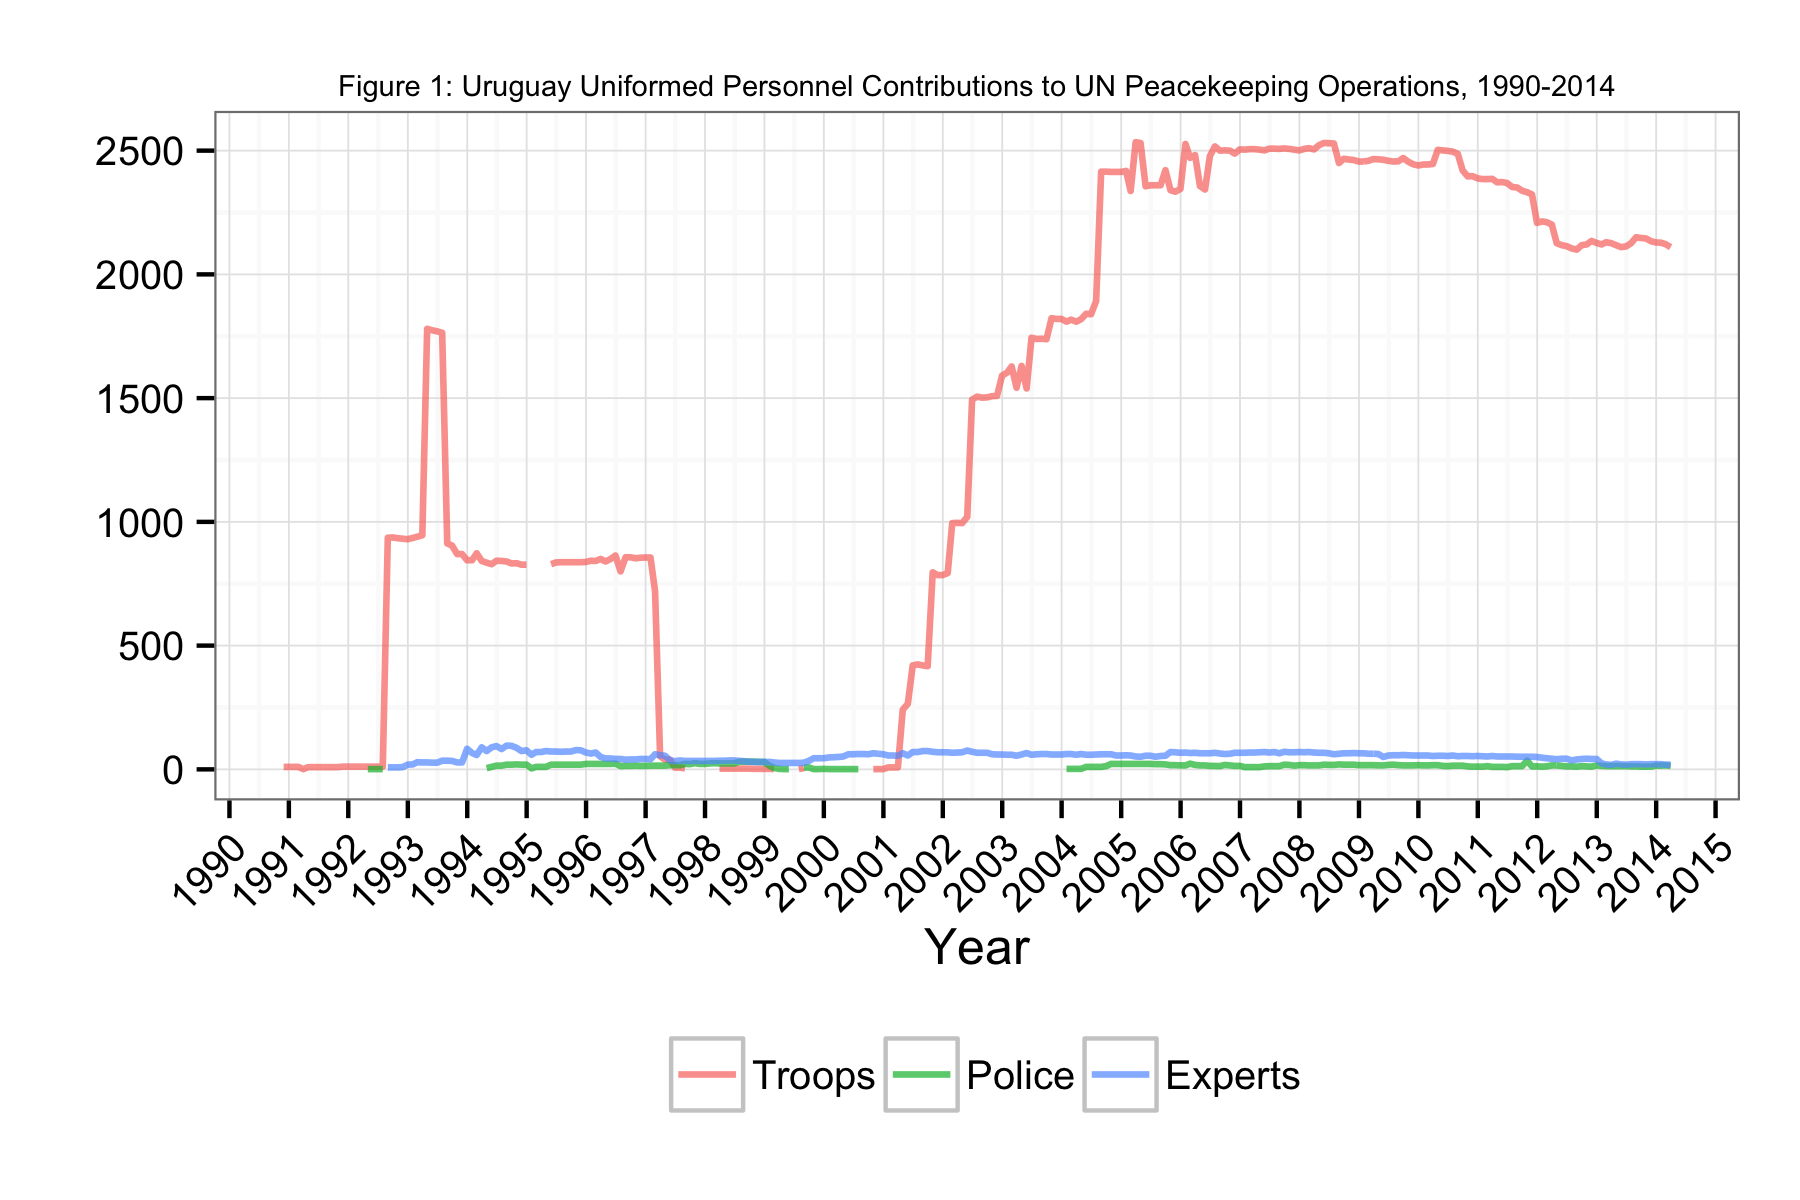 Figure 1: Uruguay Uniformed Personnel Contributions to UN Peacekeeping Operations, 1990-2014
2500
2000
1500
1000
500
0
1990 1991 1992 1993 1994 1995 1996 1997 1998 1999 2000 2001 2002 2003 2004 2005 2006 2007 2008 2009 2010 2011 2012 2013 2014 2015
Year
Troops Police Experts